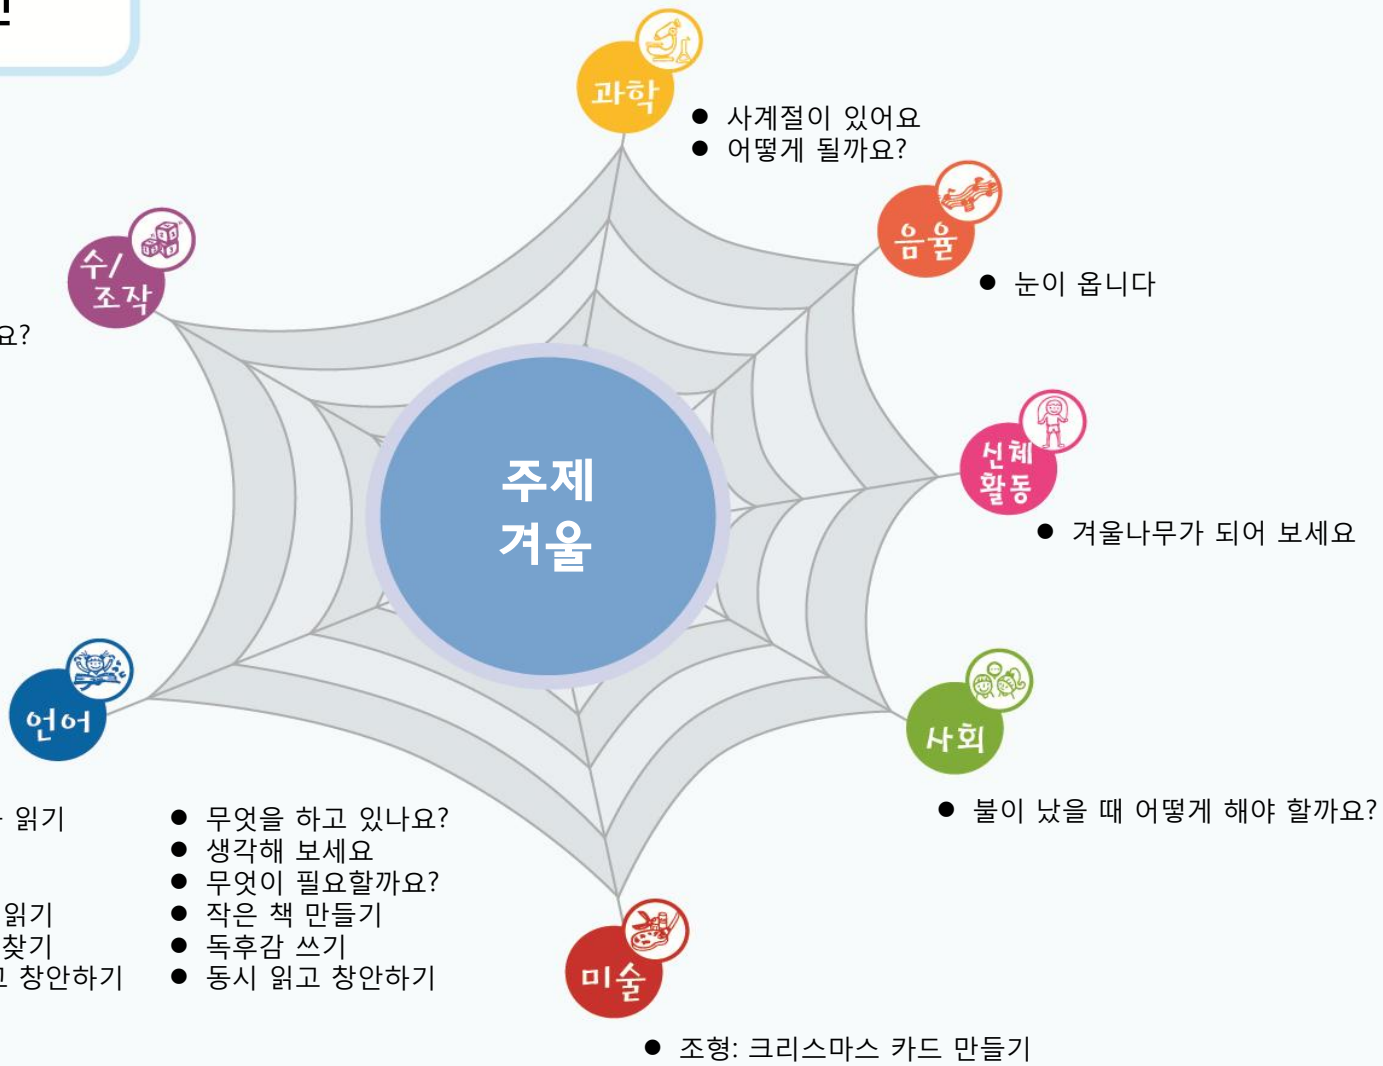 과학
● 사계절이 있어요
● 어떻게 될까요?
음율
● 눈이 옵니다
수/
조작
요?
신체
활동
● 겨울나무가 되어 보세요
주제
겨울
언어
읽기
읽기
찾기
창안하기
● 무엇을 하고 있나요?
● 생각해 보세요
● 무엇이 필요할까요?
● 작은 책 만들기
● 독후감 쓰기
● 동시 읽고 창안하기
사회
● 불이 났을 때 어떻게 해야 할까요?
미술
● 조형: 크리스마스 카드 만들기